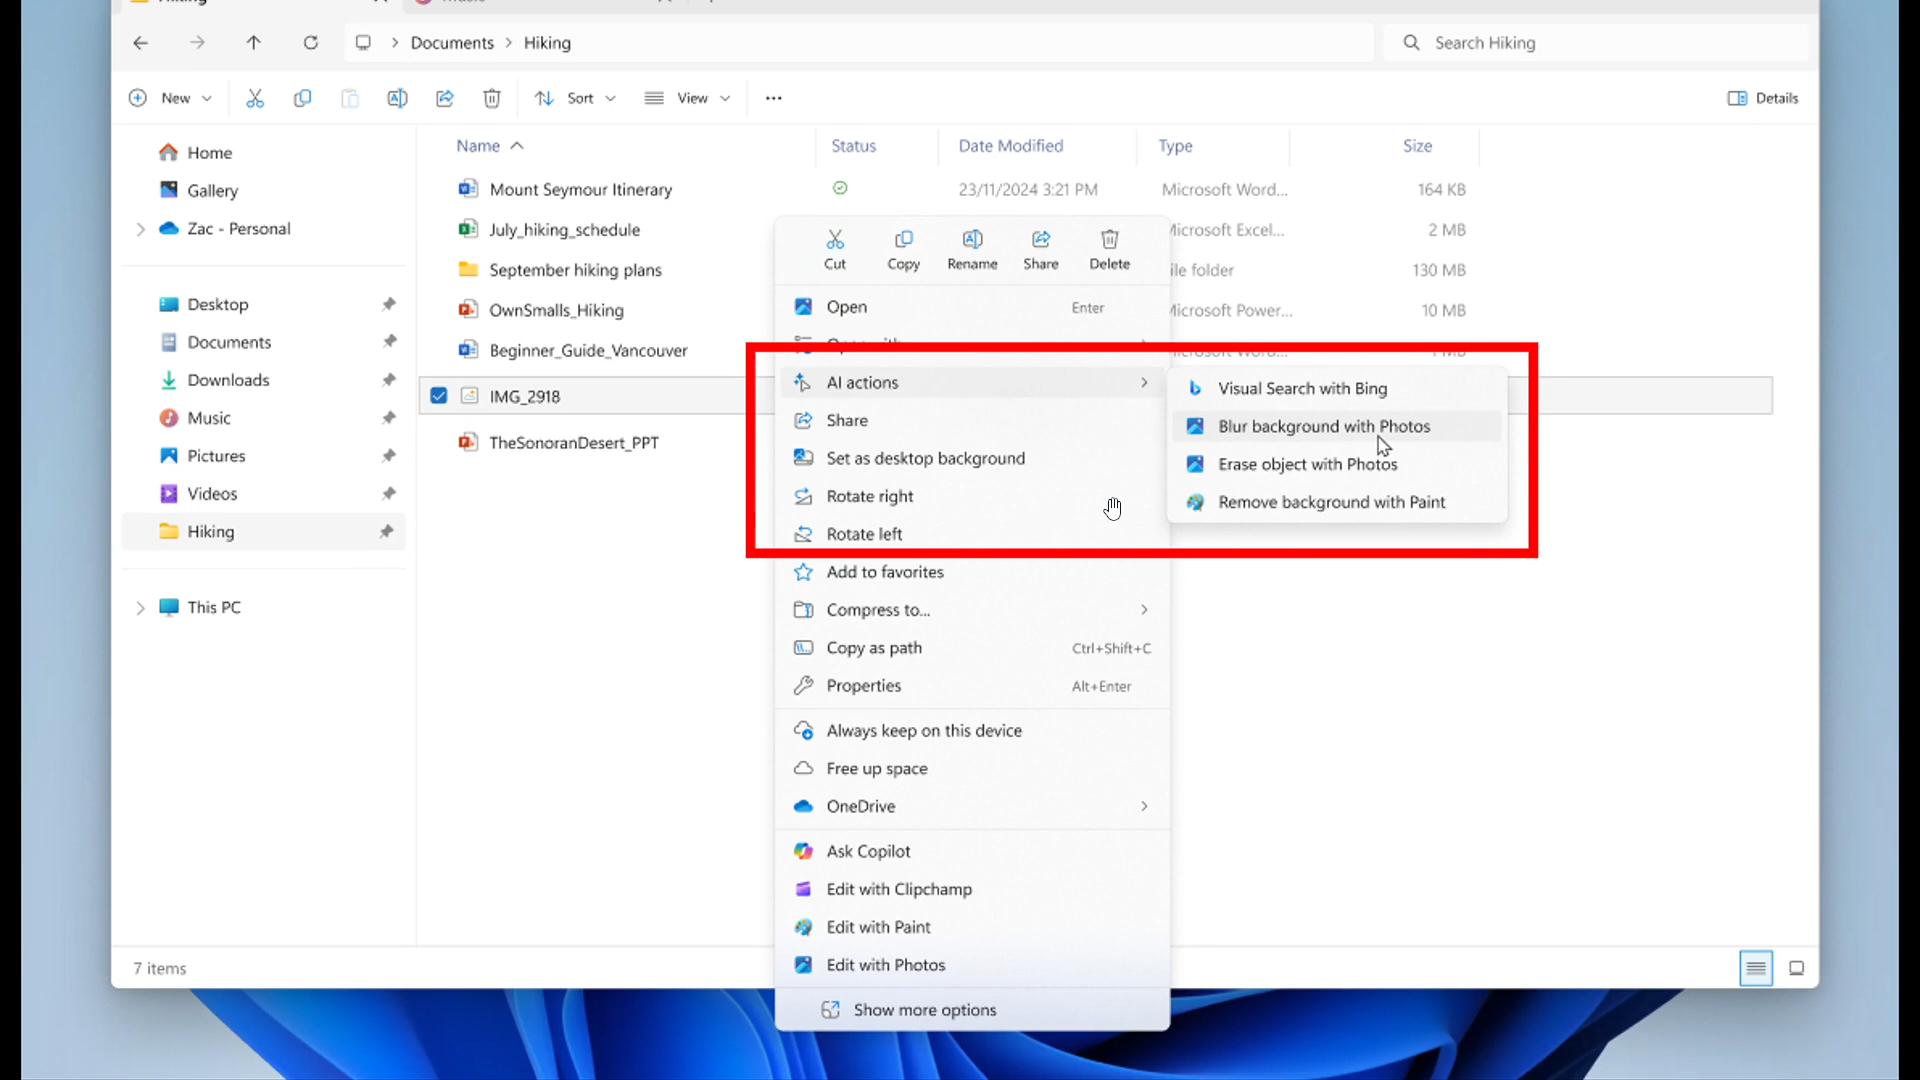 Hiking
Documents > Hiking
Search Hiking
New
Sort
View
Details
Home
Gallery
Zac - Personal
Desktop
Documents
Downloads
Music
Pictures
Videos
Hiking
This PC
Name Status Date Modified Type Size
Mount Seymour Itinerary 23/11/2024 3:21 PM Microsoft Word... 164 KB
July_hiking_schedule Microsoft Excel... 2 MB
September hiking plans file folder 130 MB
OwnSmalls_Hiking Microsoft Power... 10 MB
Beginner_Guide_Vancouver
IMG_2918
TheSonoranDesert_PPT
Cut Copy Rename Share Delete
Open Enter
AI actions
Share
Set as desktop background
Rotate right
Rotate left
Add to favorites
Compress to...
Copy as path Ctrl+Shift+C
Properties Alt+Enter
Always keep on this device
Free up space
OneDrive
Ask Copilot
Edit with Clipchamp
Edit with Paint
Edit with Photos
Show more options
Visual Search with Bing
Blur background with Photos
Erase object with Photos
Remove background with Paint
7 items